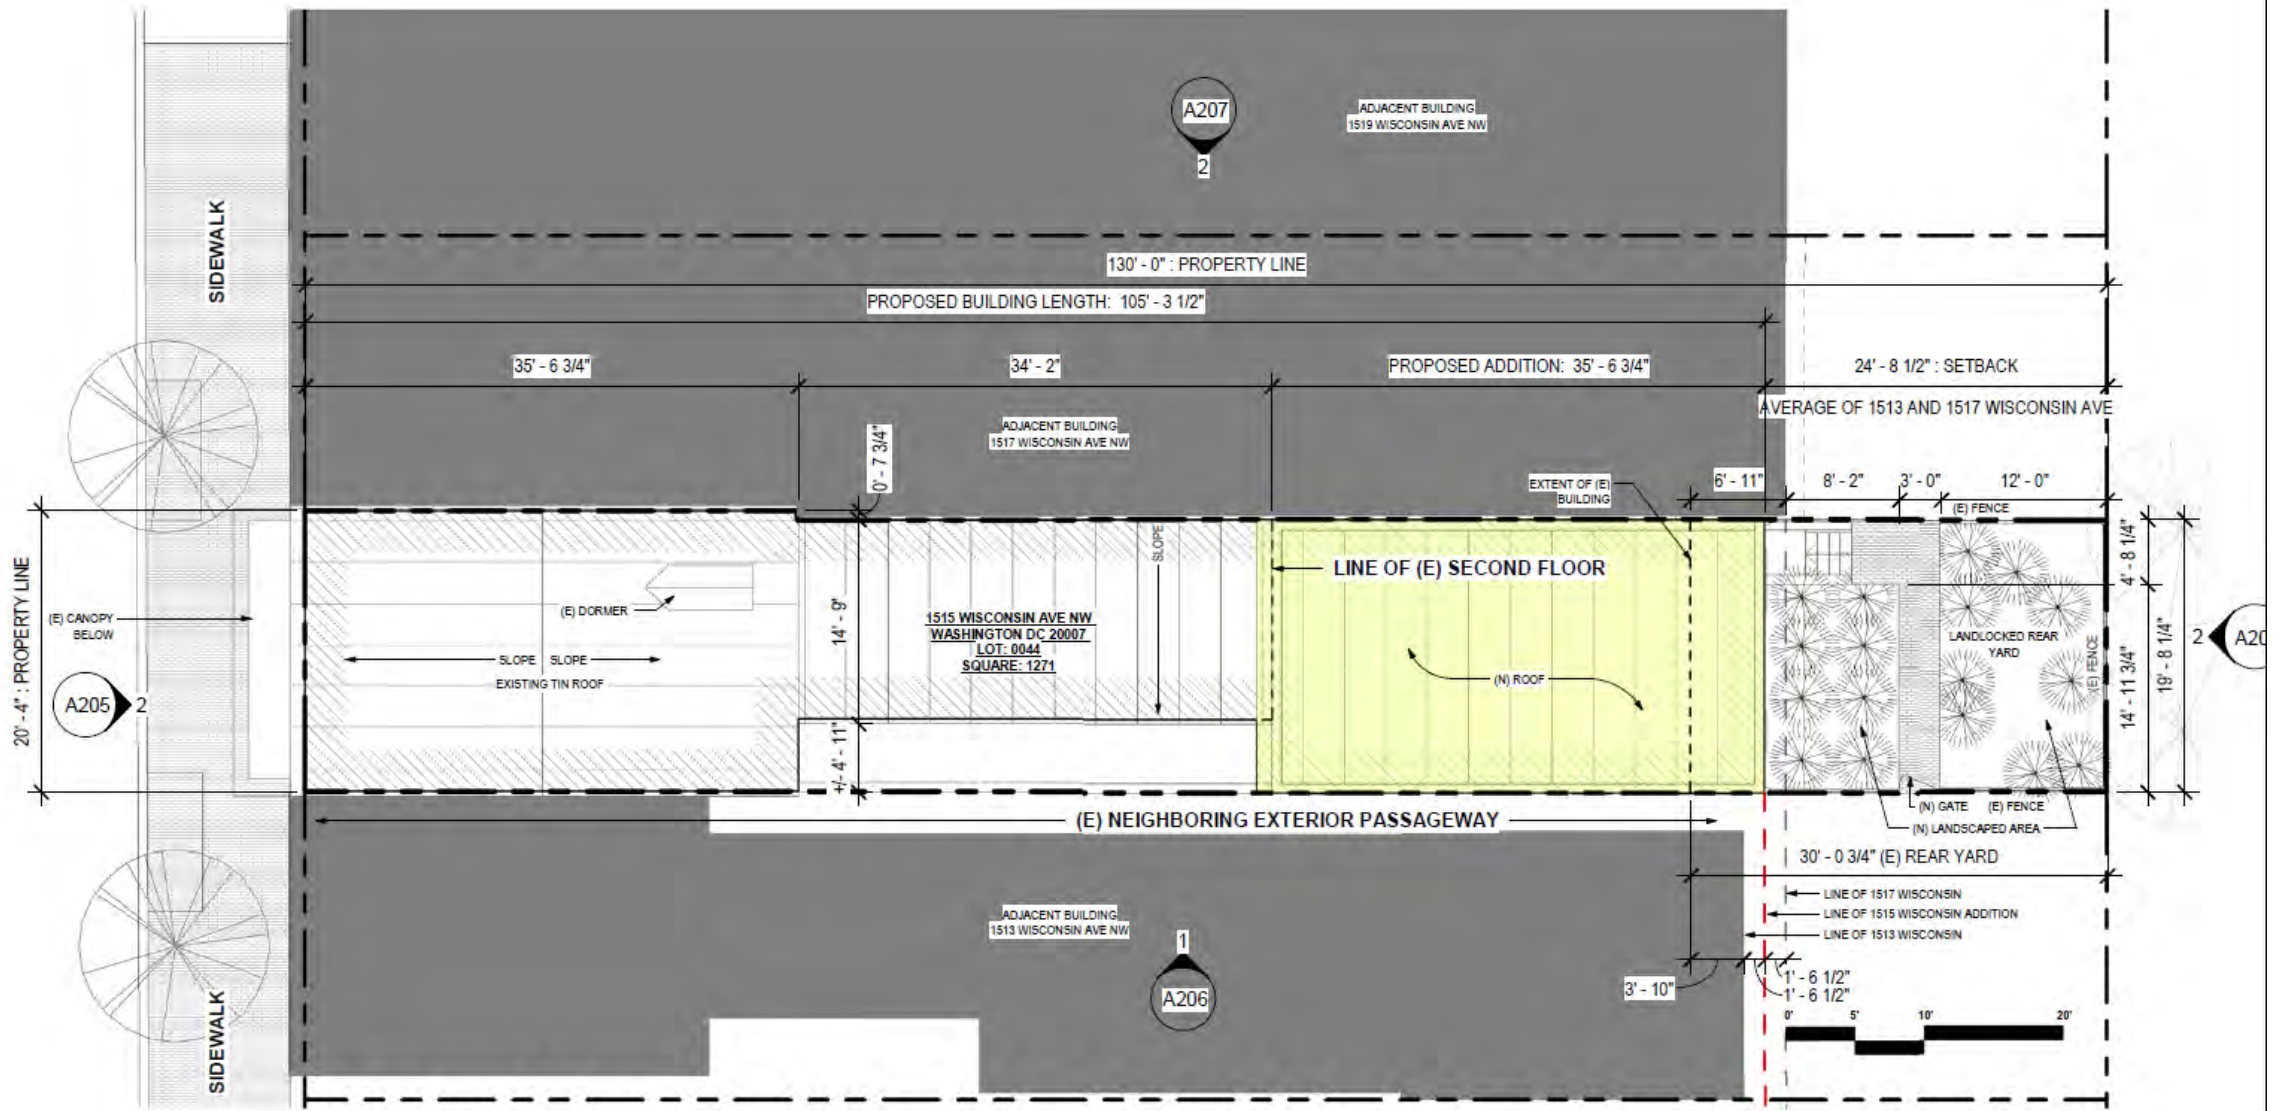 A207
2
ADJACENT BUILDING
1519 WISCONSIN AVE NW
SIDEWALK
130' - 0" : PROPERTY LINE
PROPOSED BUILDING LENGTH: 105' - 3 1/2"
35' - 6 3/4"
34' - 2"
PROPOSED ADDITION: 35' - 6 3/4"
24' - 8 1/2" : SETBACK
AVERAGE OF 1513 AND 1517 WISCONSIN AVE
ADJACENT BUILDING
1517 WISCONSIN AVE NW
0' - 7 3/4"
EXTENT OF (E)
BUILDING
6' - 11"
8' - 2"
3' - 0"
12' - 0"
(E) FENCE
20' - 4" : PROPERTY LINE
(E) CANOPY
BELOW
A205
2
(E) DORMER
SLOPE
SLOPE
EXISTING TIN ROOF
14' - 9"
+/- 4' - 11"
1515 WISCONSIN AVE NW
WASHINGTON DC 20007
LOT: 0044
SQUARE: 1271
SLOPE
LINE OF (E) SECOND FLOOR
(N) ROOF
LANDLOCKED REAR
YARD
(E) FENCE
4' - 8 1/4"
14' - 11 3/4"
19' - 8 1/4"
2
A20
(N) GATE
(E) FENCE
(N) LANDSCAPED AREA
(E) NEIGHBORING EXTERIOR PASSAGEWAY
30' - 0 3/4" (E) REAR YARD
LINE OF 1517 WISCONSIN
LINE OF 1515 WISCONSIN ADDITION
LINE OF 1513 WISCONSIN
ADJACENT BUILDING
1513 WISCONSIN AVE NW
1
A206
3' - 10"
1' - 6 1/2"
1' - 6 1/2"
0'
5'
10'
20'
SIDEWALK